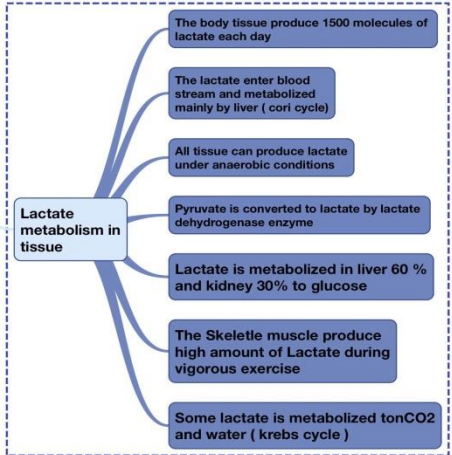 The body tissue produce 1500 molecules of
lactate each day
The lactate enter blood
stream and metabolized
mainly by liver ( cori cycle)
All tissue can produce lactate
under anaerobic conditions
Lactate
metabolism in
tissue
Pyruvate is converted to lactate by lactate
dehydrogenase enzyme
Lactate is metabolized in liver 60 %
and kidney 30% to glucose
The Skeletle muscle produce
high amount of Lactate during
vigorous exercise
Some lactate is metabolized tonCO2
and water ( krebs cycle )